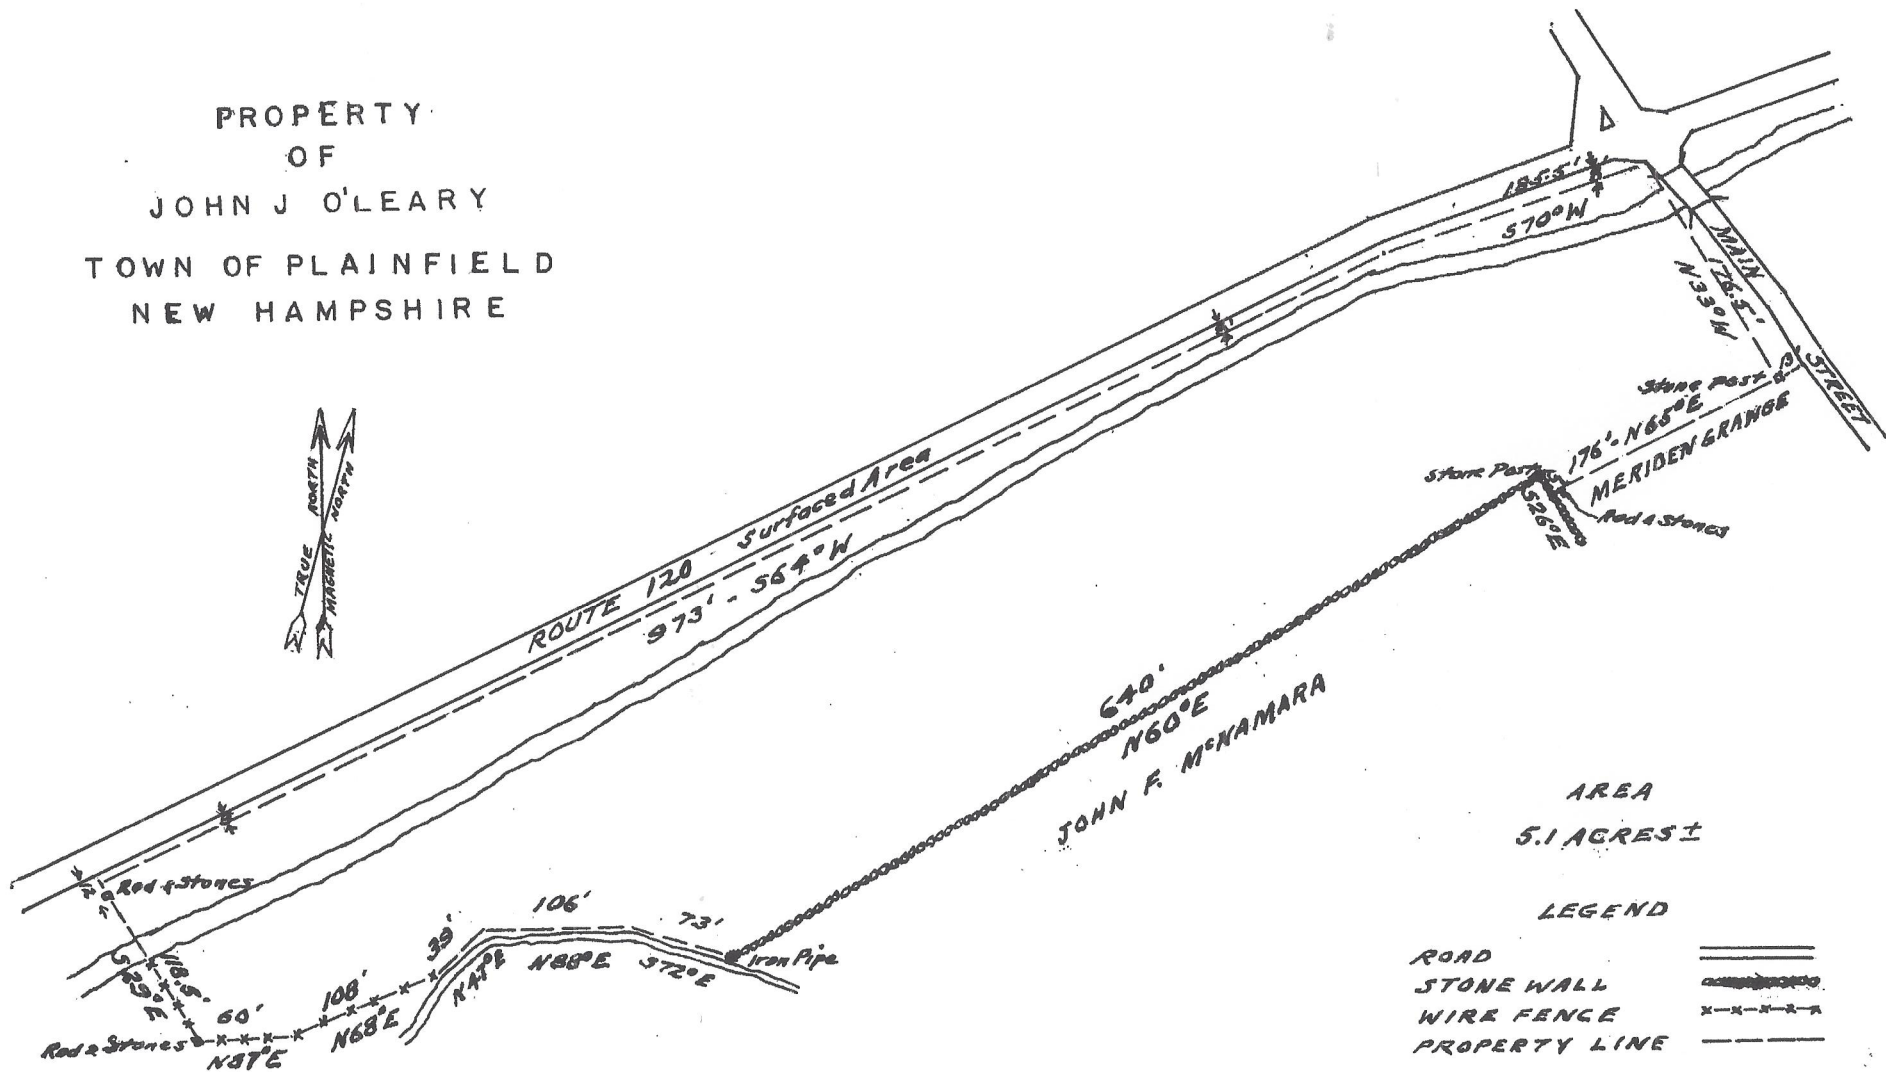 PROPERTY
OF
JOHN J O'LEARY
TOWN OF PLAINFIELD
NEW HAMPSHIRE
TRUE NORTH
MAGNETIC NORTH
ROUTE 120 Surfaced Area
973' - S64°W
185.5'
S70°W
MAIN STREET
176.5'
N33°W
Stone Post
13'
176' - N65°E
MERIDEN GRANGE
Stone Post
S26°E
Rod & Stones
640'
N60°E
JOHN F. McNAMARA
Rod & Stones
118.5'
S29°E
Rod & Stones
60'
N87°E
108'
N68°E
39'
N47°E
106'
N88°E
73'
S72°E
Iron Pipe
AREA
5.1 ACRES ±
LEGEND
ROAD
STONE WALL
WIRE FENCE
PROPERTY LINE